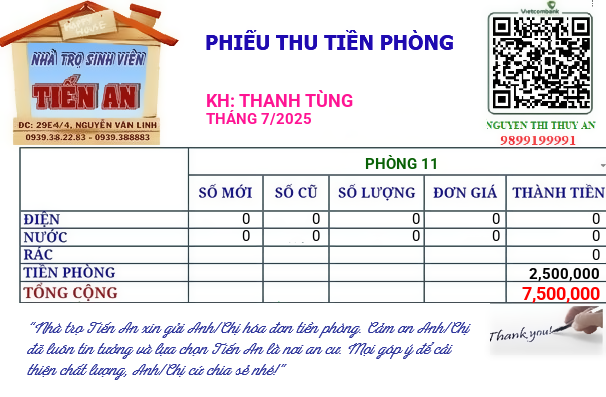 Vietcombank
HAPPY HOME
PHIẾU THU TIỀN PHÒNG
NHÀ TRỌ SINH VIÊN
TIẾN AN
KH: THANH TÙNG
THÁNG 7/2025
ĐC: 29E4/4, NGUYỄN VĂN LINH
0939.38.22.83 - 0939.388883
NGUYEN THI THUY AN
9899199991
PHÒNG 11
SỐ MỚI SỐ CŨ SỐ LƯỢNG ĐƠN GIÁ THÀNH TIỀN
ĐIỆN 0 0 0 0 0
NƯỚC 0 0 0 0 0
RÁC 0
TIỀN PHÒNG 2,500,000
TỔNG CỘNG 7,500,000
"Nhà trọ Tiến An xin gửi Anh/Chị hóa đơn tiền phòng. Cảm ơn Anh/Chị
đã luôn tin tưởng và lựa chọn Tiến An là nơi an cư. Mọi góp ý để cải
thiện chất lượng, Anh/Chị cứ chia sẻ nhé!"
Thank you!